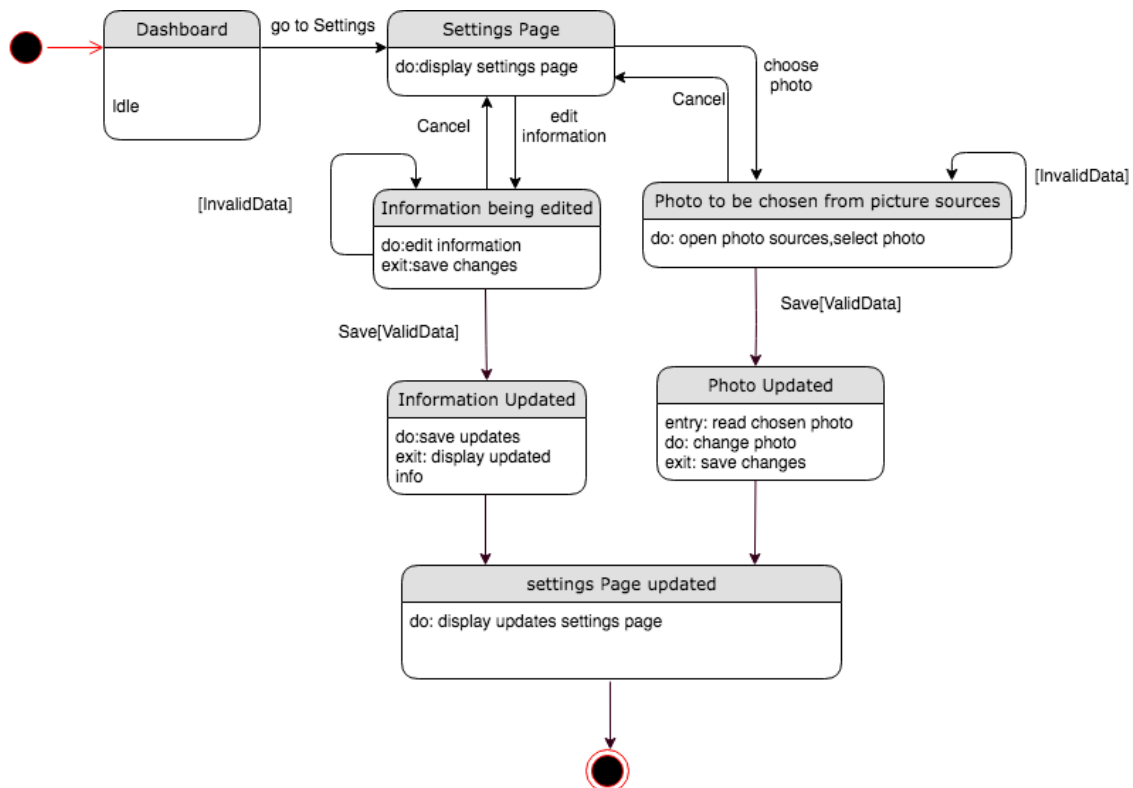 Dashboard
Idle
go to Settings
Settings Page
do:display settings page
choose
photo
Cancel
Cancel
edit
information
[InvalidData]
Information being edited
do:edit information
exit:save changes
Photo to be chosen from picture sources
do: open photo sources,select photo
[InvalidData]
Save[ValidData]
Save[ValidData]
Information Updated
do:save updates
exit: display updated
info
Photo Updated
entry: read chosen photo
do: change photo
exit: save changes
settings Page updated
do: display updates settings page